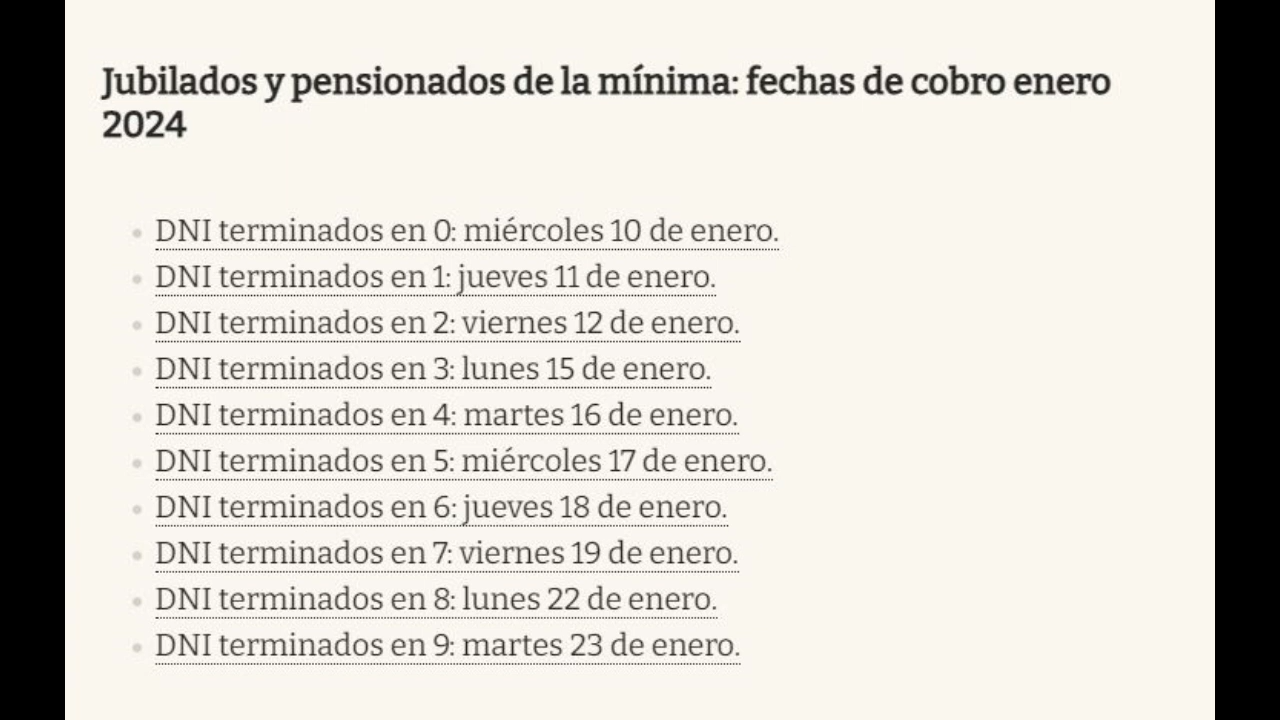 Jubilados y pensionados de la mínima: fechas de cobro enero
2024
DNI terminados en 0: miércoles 10 de enero.
DNI terminados en 1: jueves 11 de enero.
DNI terminados en 2: viernes 12 de enero.
DNI terminados en 3: lunes 15 de enero.
DNI terminados en 4: martes 16 de enero.
DNI terminados en 5: miércoles 17 de enero.
DNI terminados en 6: jueves 18 de enero.
DNI terminados en 7: viernes 19 de enero.
DNI terminados en 8: lunes 22 de enero.
DNI terminados en 9: martes 23 de enero.